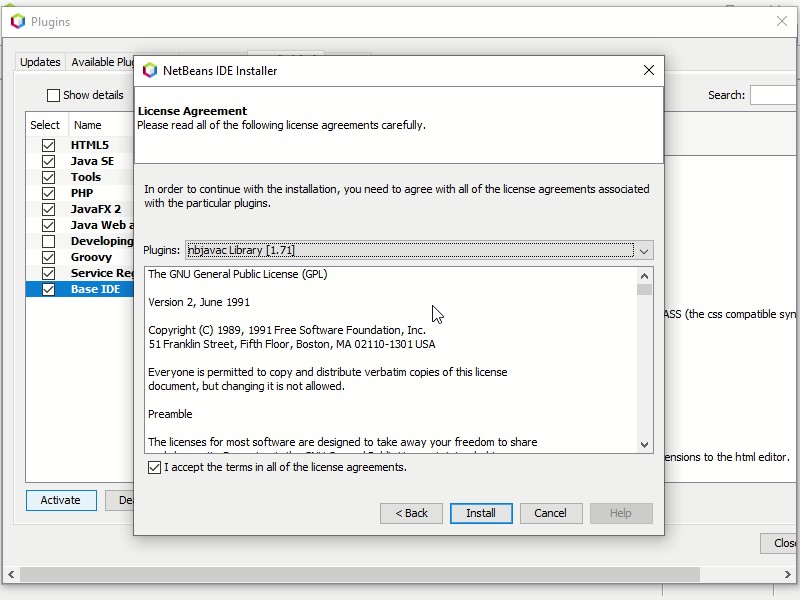 Plugins
Updates
Available Plug
Show details
Search:
Select
Name
HTML5
Java SE
Tools
PHP
JavaFX 2
Java Web a
Developing
Groovy
Service Reg
Base IDE
Activate
De
NetBeans IDE Installer
License Agreement
Please read all of the following license agreements carefully.
In order to continue with the installation, you need to agree with all of the license agreements associated
with the particular plugins.
Plugins:
nbjavac Library [1.71]
The GNU General Public License (GPL)
Version 2, June 1991
Copyright (C) 1989, 1991 Free Software Foundation, Inc.
51 Franklin Street, Fifth Floor, Boston, MA 02110-1301 USA
Everyone is permitted to copy and distribute verbatim copies of this license
document, but changing it is not allowed.
Preamble
The licenses for most software are designed to take away your freedom to share
I accept the terms in all of the license agreements.
< Back
Install
Cancel
Help
ASS (the css compatible syn
ensions to the html editor.
Close